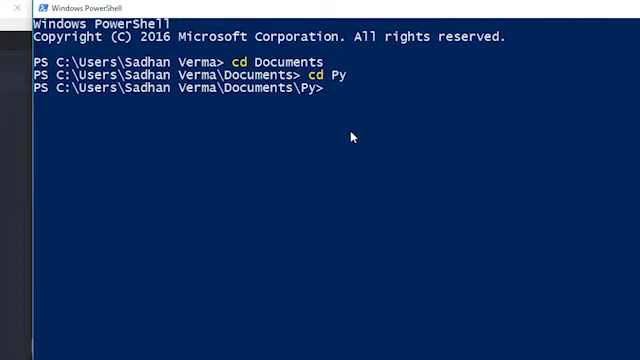 Windows PowerShell
Windows PowerShell
Copyright (C) 2016 Microsoft Corporation. All rights reserved.
PS C:\Users\Sadhan Verma> cd Documents
PS C:\Users\Sadhan Verma\Documents> cd Py
PS C:\Users\Sadhan Verma\Documents\Py>